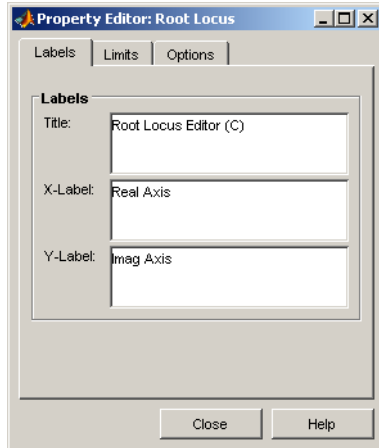 Property Editor: Root Locus
Labels Limits Options
Labels
Title: Root Locus Editor (C)
X-Label: Real Axis
Y-Label: Imag Axis
Close Help